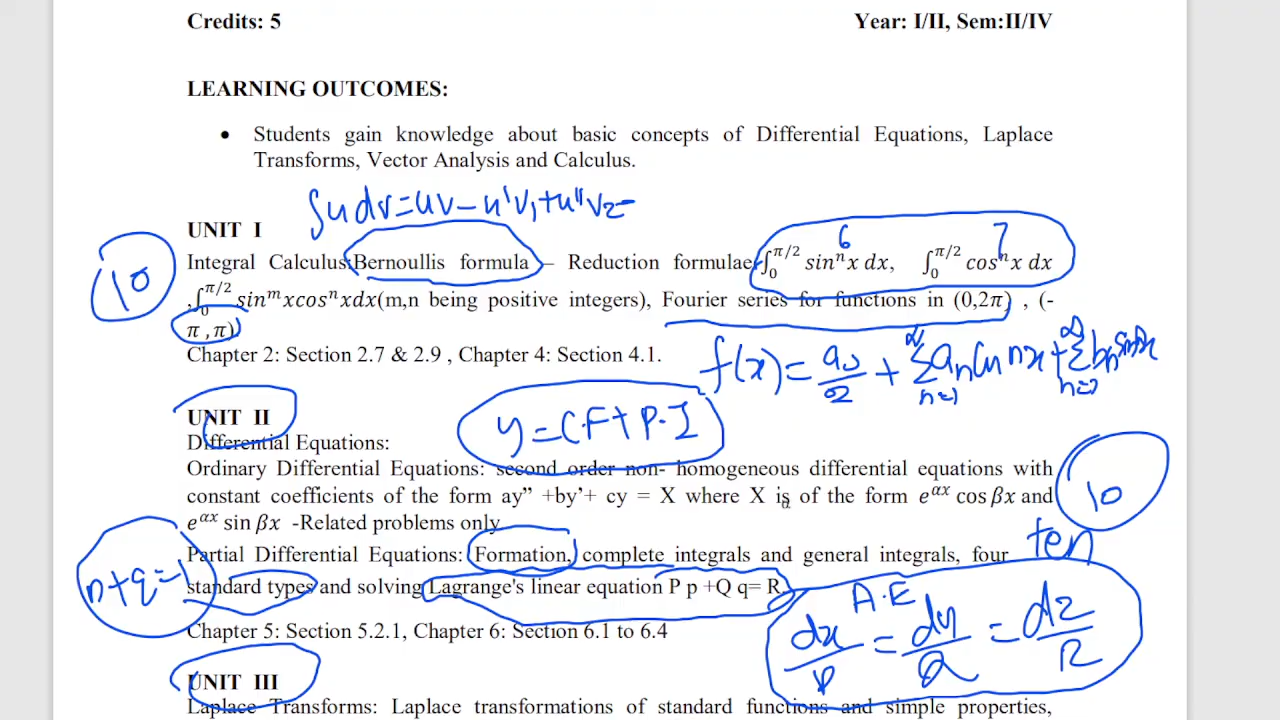 Credits: 5 Year: I/II, Sem:II/IV
LEARNING OUTCOMES:
• Students gain knowledge about basic concepts of Differential Equations, Laplace
Transforms, Vector Analysis and Calculus.
∫u dv = uv − u'v₁ + u''v₂ −
UNIT I
10
6 7
Integral Calculus: Bernoullis formula – Reduction formulae ∫₀^π/2 sinⁿx dx, ∫₀^π/2 cosⁿx dx
,∫₀^π/2 sinᵐxcosⁿxdx(m,n being positive integers), Fourier series for functions in (0,2π) , (-
π ,π)
Chapter 2: Section 2.7 & 2.9 , Chapter 4: Section 4.1.
f(x) = a₀/2 + ∑ₙ₌₁^∞ aₙ cos nx + ∑ₙ₌₁^∞ bₙ sin nx
UNIT II
y = C.F + P.I
Differential Equations:
Ordinary Differential Equations: second order non- homogeneous differential equations with
constant coefficients of the form ay” +by’+ cy = X where X is of the form e^αx cos βx and
10
e^αx sin βx -Related problems only
Partial Differential Equations: Formation, complete integrals and general integrals, four
ten
standard types and solving Lagrange's linear equation P p +Q q= R
p+q=1
A.E
dx/P = dy/Q = dz/R
Chapter 5: Section 5.2.1, Chapter 6: Section 6.1 to 6.4
UNIT III
Laplace Transforms: Laplace transformations of standard functions and simple properties,